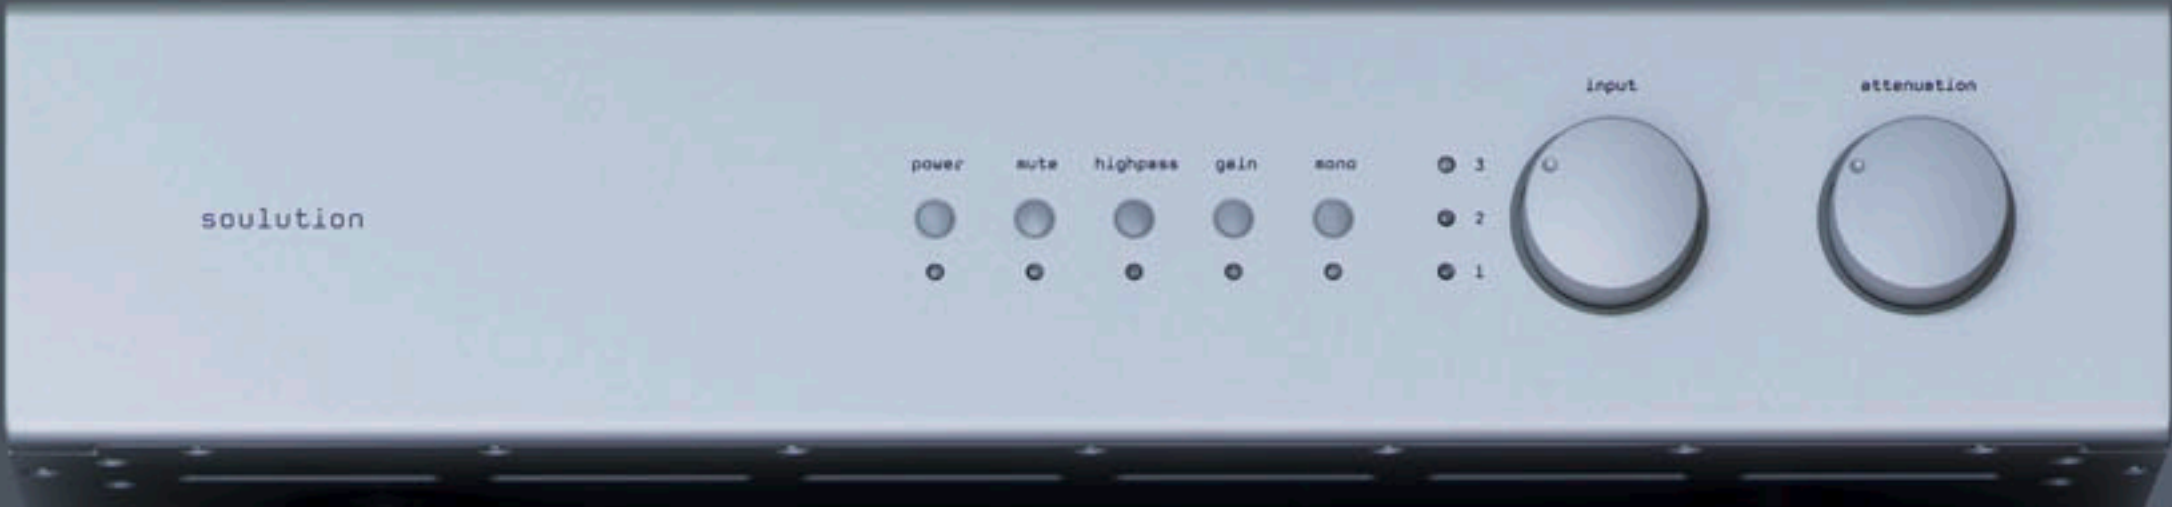 input
attenuation
power
mute
highpass
gain
mono
3
soulution
2
1